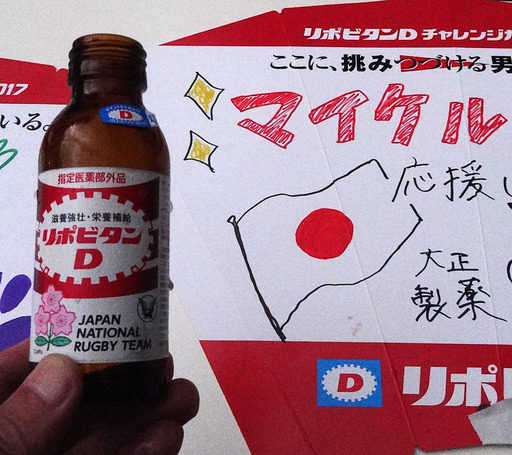 リポビタンD チャレンジカ
ここに、挑みつづける男
017
いる。
マイケル
応援
大正
製薬
D
リポ
D
指定医薬部外品
滋養強壮・栄養補給
リポビタン
D
JAPAN
NATIONAL
RUGBY TEAM